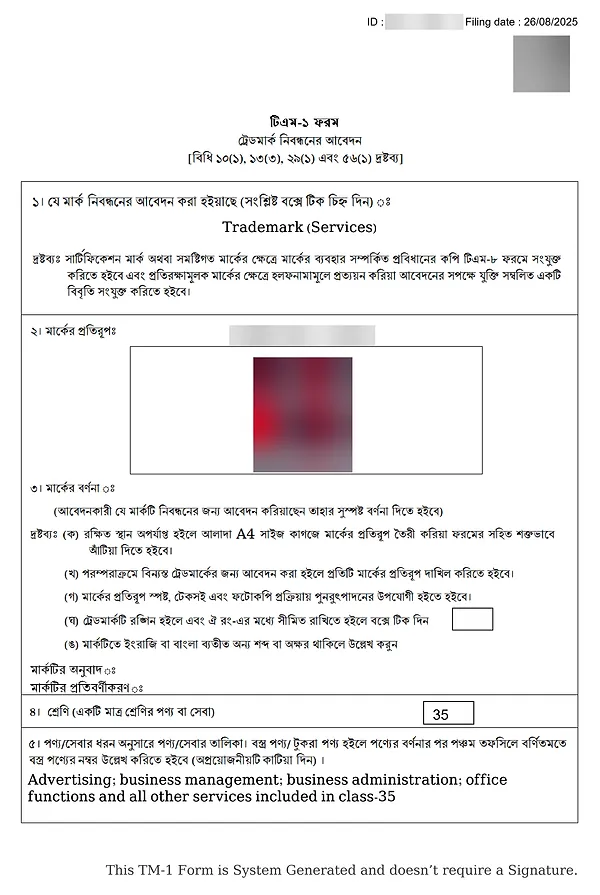 ID : Filing date : 26/08/2025
টিএম-১ ফরম
ট্রেডমার্ক নিবন্ধনের আবেদন
[বিধি ১০(১), ১৩(৩), ২৯(১) এবং ৫৬(১) দ্রষ্টব্য]
১। যে মার্ক নিবন্ধনের আবেদন করা হইয়াছে (সংশ্লিষ্ট বক্সে টিক চিহ্ন দিন) ঃ
Trademark (Services)
দ্রষ্টব্যঃ সার্টিফিকেশন মার্ক অথবা সমষ্টিগত মার্কের ক্ষেত্রে মার্কের ব্যবহার সম্পর্কিত প্রবিধানের কপি টিএম-৮ ফরমে সংযুক্ত
করিতে হইবে এবং প্রতিরক্ষামূলক মার্কের ক্ষেত্রে হলফনামামূলে প্রত্যয়ন করিয়া আবেদনের সপক্ষে যুক্তি সম্বলিত একটি
বিবৃতি সংযুক্ত করিতে হইবে।
২। মার্কের প্রতিরূপঃ
৩। মার্কের বর্ণনা ঃ
(আবেদনকারী যে মার্কটি নিবন্ধনের জন্য আবেদন করিয়াছেন তাহার সুস্পষ্ট বর্ণনা দিতে হইবে)
দ্রষ্টব্যঃ (ক) রক্ষিত স্থান অপর্যাপ্ত হইলে আলাদা A4 সাইজ কাগজে মার্কের প্রতিরূপ তৈরী করিয়া ফরমের সহিত শক্তভাবে
আঁটিয়া দিতে হইবে।
(খ) পরম্পরাক্রমে বিন্যস্ত ট্রেডমার্কের জন্য আবেদন করা হইলে প্রতিটি মার্কের প্রতিরূপ দাখিল করিতে হইবে।
(গ) মার্কের প্রতিরূপ স্পষ্ট, টেকসই এবং ফটোকপি প্রক্রিয়ায় পুনরুৎপাদনের উপযোগী হইতে হইবে।
(ঘ) ট্রেডমার্কটি রঙ্গিন হইলে এবং ঐ রং-এর মধ্যে সীমিত রাখিতে হইলে বক্সে টিক দিন
(ঙ) মার্কটিতে ইংরাজি বা বাংলা ব্যতীত অন্য শব্দ বা অক্ষর থাকিলে উল্লেখ করুন
মার্কটির অনুবাদ ঃ
মার্কটির প্রতিবর্ণীকরণ ঃ
৪। শ্রেণি (একটি মাত্র শ্রেণির পণ্য বা সেবা) 35
৫। পণ্য/সেবার ধরন অনুসারে পণ্য/সেবার তালিকা। বস্ত্র পণ্য/ টুকরা পণ্য হইলে পণ্যের বর্ণনার পর পঞ্চম তফসিলে বর্ণিতমতে
বস্ত্র পণ্যের নম্বর উল্লেখ করিতে হইবে (অপ্রয়োজনীয়টি কাটিয়া দিন) ।
Advertising; business management; business administration; office
functions and all other services included in class-35
This TM-1 Form is System Generated and doesn't require a Signature.